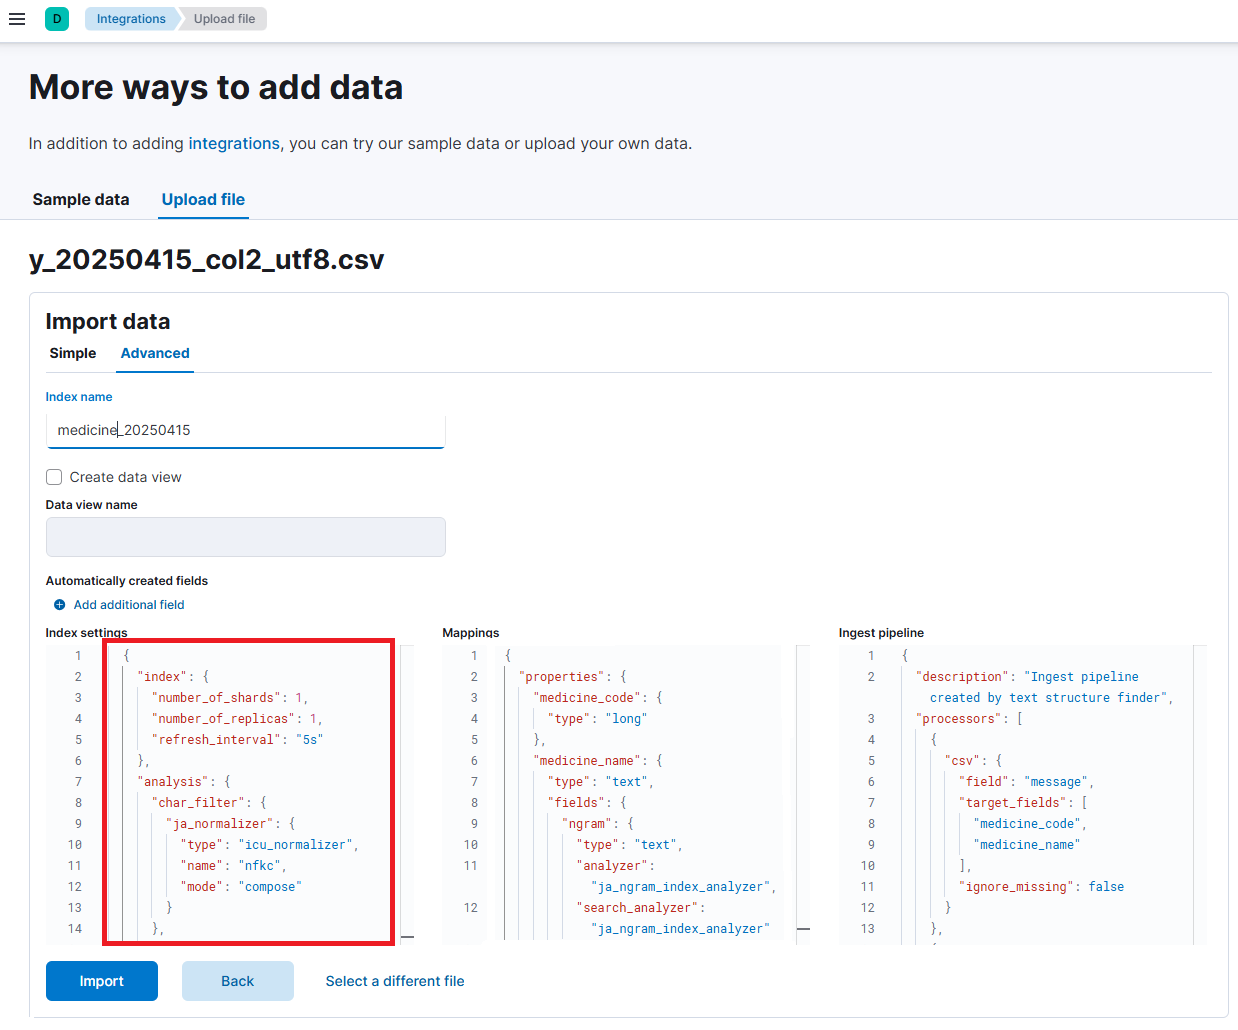 D
Integrations
Upload file
More ways to add data
In addition to adding integrations, you can try our sample data or upload your own data.
Sample data
Upload file
y_20250415_col2_utf8.csv
Import data
Simple
Advanced
Index name
medicine_20250415
Create data view
Data view name
Automatically created fields
Add additional field
Index settings
1 {
2 "index": {
3 "number_of_shards": 1,
4 "number_of_replicas": 1,
5 "refresh_interval": "5s"
6 },
7 "analysis": {
8 "char_filter": {
9 "ja_normalizer": {
10 "type": "icu_normalizer",
11 "name": "nfkc",
12 "mode": "compose"
13 }
14 },
Mappings
1 {
2 "properties": {
3 "medicine_code": {
4 "type": "long"
5 },
6 "medicine_name": {
7 "type": "text",
8 "fields": {
9 "ngram": {
10 "type": "text",
11 "analyzer":
"ja_ngram_index_analyzer",
12 "search_analyzer":
"ja_ngram_index_analyzer"
Ingest pipeline
1 {
2 "description": "Ingest pipeline
created by text structure finder",
3 "processors": [
4 {
5 "csv": {
6 "field": "message",
7 "target_fields": [
8 "medicine_code",
9 "medicine_name"
10 ],
11 "ignore_missing": false
12 }
13 },
Import
Back
Select a different file